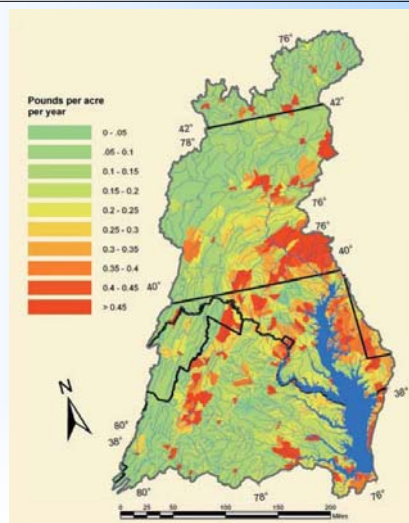 76°
Pounds per acre
per year
0 - .05
.05 - 0.1
0.1 - 0.15
0.15 - 0.2
0.2 - 0.25
0.25 - 0.3
0.3 - 0.35
0.35 - 0.4
0.4 - 0.45
> 0.45
42°
42°
78°
76°
76°
40°
40°
38°
N
80°
38°
80°
78°
76°
0 25 50 100 150 200
Miles